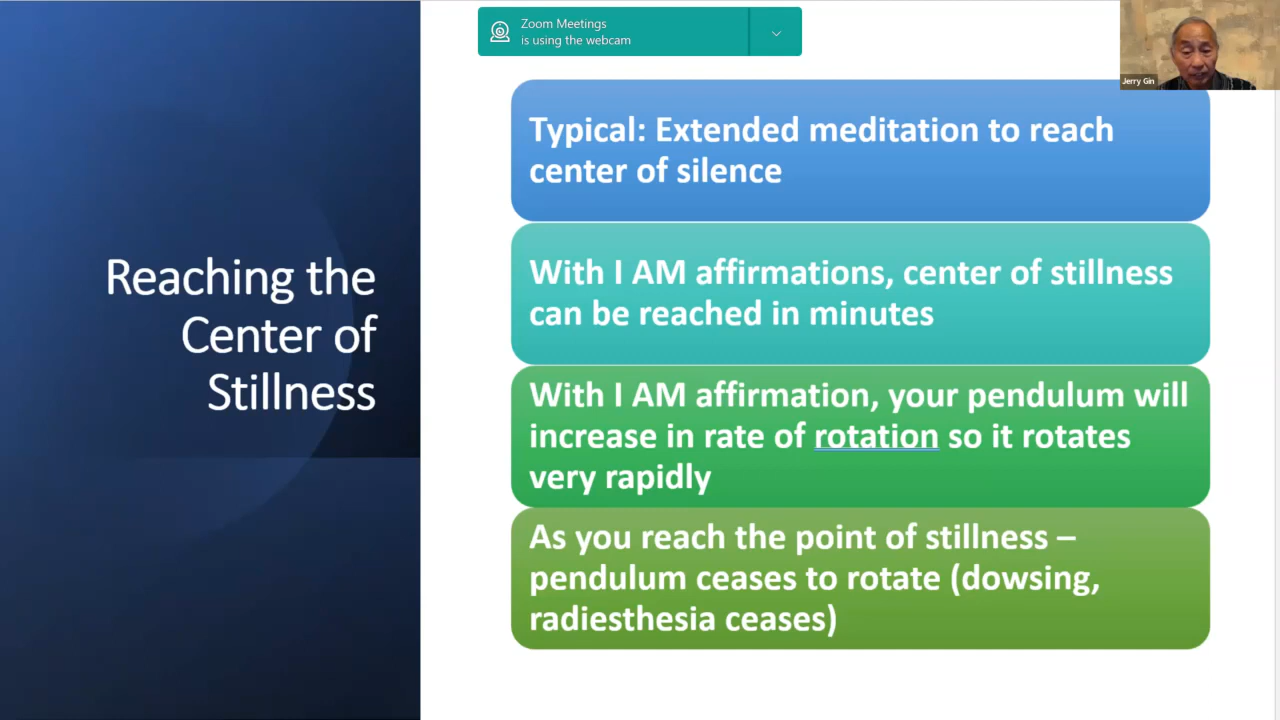 Zoom Meetings
is using the webcam
Jerry Gin
Reaching the
Center of
Stillness
Typical: Extended meditation to reach
center of silence
With I AM affirmations, center of stillness
can be reached in minutes
With I AM affirmation, your pendulum will
increase in rate of rotation so it rotates
very rapidly
As you reach the point of stillness –
pendulum ceases to rotate (dowsing,
radiesthesia ceases)